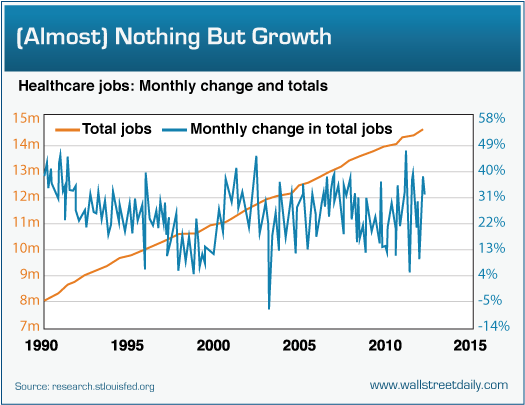 (Almost) Nothing But Growth
Healthcare jobs: Monthly change and totals
Total jobs
Monthly change in total jobs
15m
14m
13m
12m
11m
10m
9m
8m
7m
58%
49%
40%
31%
22%
13%
4%
-5%
-14%
1990 1995 2000 2005 2010 2015
Source: research.stlouisfed.org
www.wallstreetdaily.com